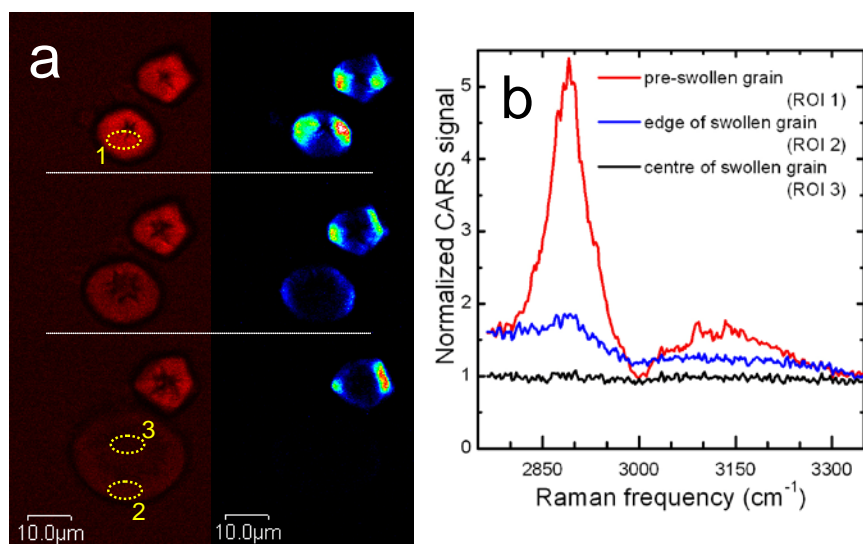 a
1
3
2
10.0µm
10.0µm
b
Normalized CARS signal
5
4
3
2
1
0
pre-swollen grain
(ROI 1)
edge of swollen grain
(ROI 2)
centre of swollen grain
(ROI 3)
2850
3000
3150
3300
Raman frequency (cm⁻¹)